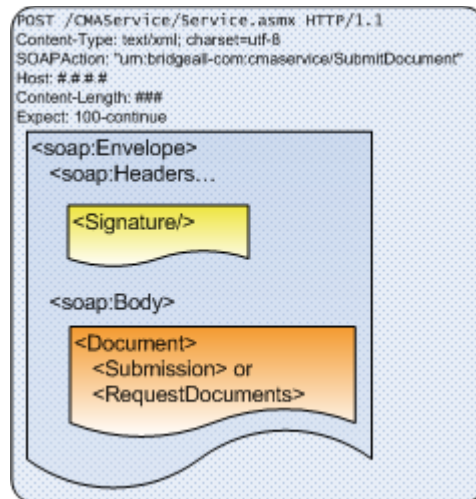 POST /CMAService/Service.asmx HTTP/1.1
Content-Type: text/xml; charset=utf-8
SOAPAction: "urn:bridgeall-com:cmaservice/SubmitDocument"
Host: #.#.#.#
Content-Length: ###
Expect: 100-continue
<soap:Envelope>
<soap:Headers...
<Signature/>
<soap:Body>
<Document>
<Submission> or
<RequestDocuments>